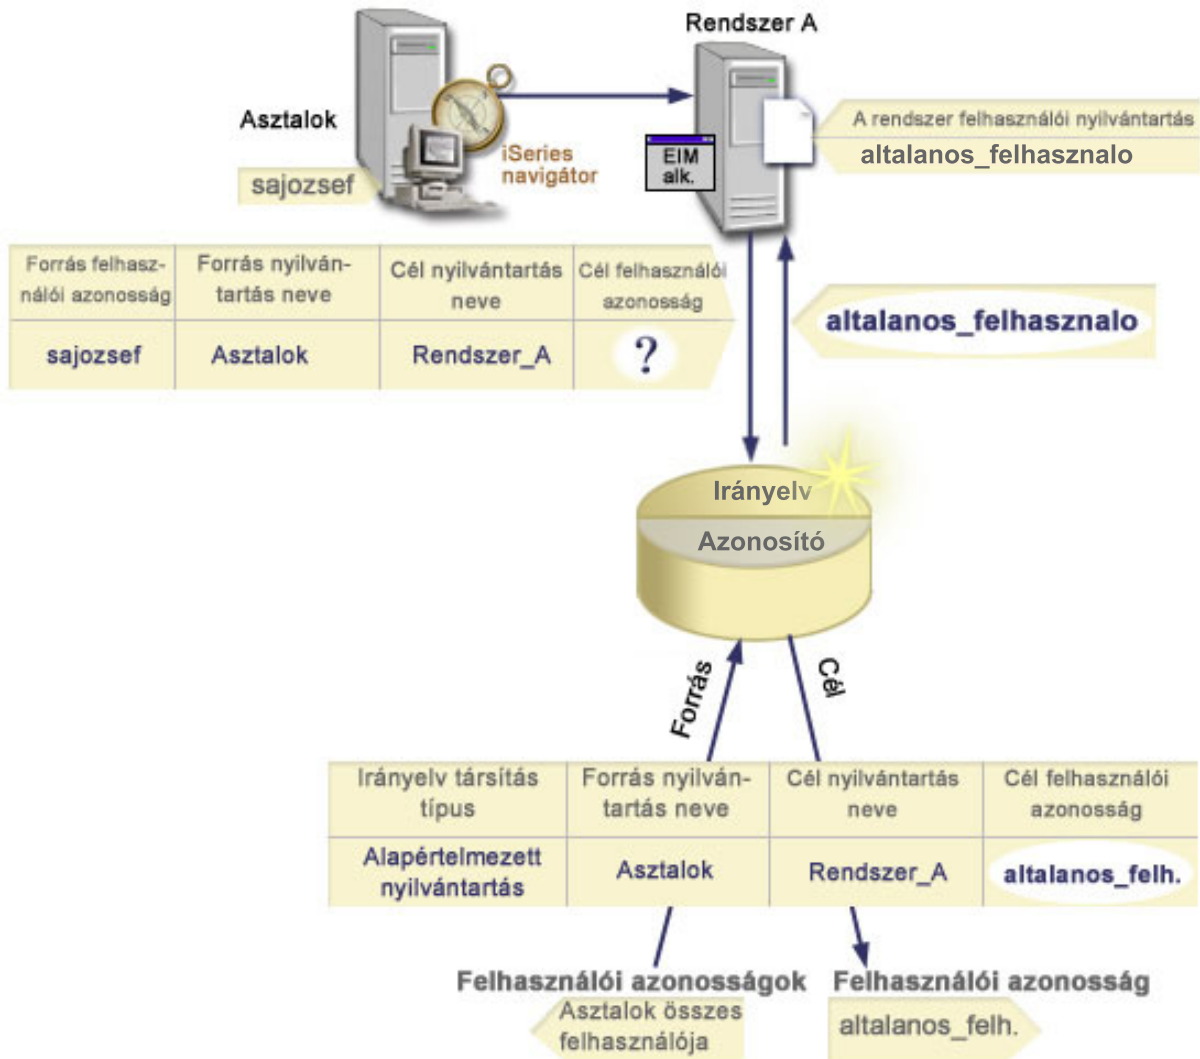 Rendszer A
Asztalok
sajozsef
iSeries
navigátor
EIM
alk.
A rendszer felhasználói nyilvántartás
altalanos_felhasznalo
Forrás felhasz-
nálói azonosság
Forrás nyilván-
tartás neve
Cél nyilvántartás
neve
Cél felhasználói
azonosság
sajozsef
Asztalok
Rendszer_A
?
altalanos_felhasznalo
Irányelv
Azonosító
Forrás
Cél
Irányelv társítás
típus
Forrás nyilván-
tartás neve
Cél nyilvántartás
neve
Cél felhasználói
azonosság
Alapértelmezett
nyilvántartás
Asztalok
Rendszer_A
altalanos_felh.
Felhasználói azonosságok
Asztalok összes
felhasználója
Felhasználói azonosság
altalanos_felh.